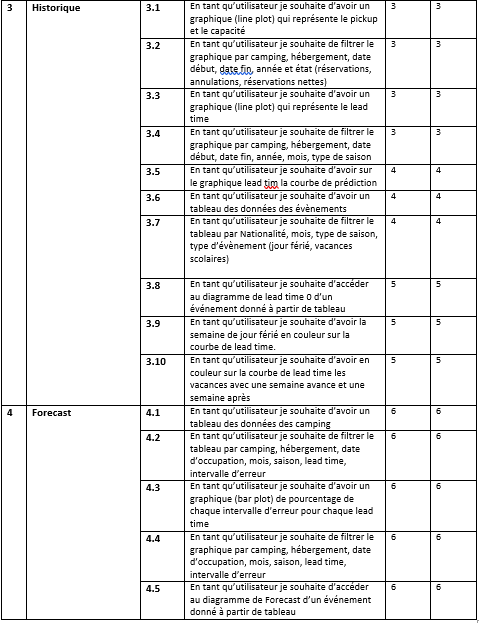 3 Historique 3.1 En tant qu'utilisateur je souhaite d'avoir un 3 3
graphique (line plot) qui représente le pickup
et le capacité
3.2 En tant qu'utilisateur je souhaite de filtrer le 3 3
graphique par camping, hébergement, date
début, date fin, année et état (réservations,
annulations, réservations nettes)
3.3 En tant qu'utilisateur je souhaite d'avoir un 3 3
graphique (line plot) qui représente le lead
time
3.4 En tant qu'utilisateur je souhaite de filtrer le 3 3
graphique par camping, hébergement, date
début, date fin, année, mois, type de saison
3.5 En tant qu'utilisateur je souhaite d'avoir sur 4 4
le graphique lead tim la courbe de prédiction
3.6 En tant qu'utilisateur je souhaite d'avoir un 4 4
tableau des données des évènements
3.7 En tant qu'utilisateur je souhaite de filtrer le 4 4
tableau par Nationalité, mois, type de saison,
type d'évènement (jour férié, vacances
scolaires)
3.8 En tant qu'utilisateur je souhaite d'accéder 5 5
au diagramme de lead time 0 d'un
événement donné à partir de tableau
3.9 En tant qu'utilisateur je souhaite d'avoir la 5 5
semaine de jour férié en couleur sur la
courbe de lead time.
3.10 En tant qu'utilisateur je souhaite d'avoir en 5 5
couleur sur la courbe de lead time les
vacances avec une semaine avance et une
semaine après
4 Forecast 4.1 En tant qu'utilisateur je souhaite d'avoir un 6 6
tableau des données des camping
4.2 En tant qu'utilisateur je souhaite de filtrer le 6 6
tableau par camping, hébergement, date
d'occupation, mois, saison, lead time,
intervalle d'erreur
4.3 En tant qu'utilisateur je souhaite d'avoir un 6 6
graphique (bar plot) de pourcentage de
chaque intervalle d'erreur pour chaque lead
time
4.4 En tant qu'utilisateur je souhaite de filtrer le 6 6
graphique par camping, hébergement, date
d'occupation, mois, saison, lead time,
intervalle d'erreur
4.5 En tant qu'utilisateur je souhaite d'accéder 6 6
au diagramme de Forecast d'un événement
donné à partir de tableau